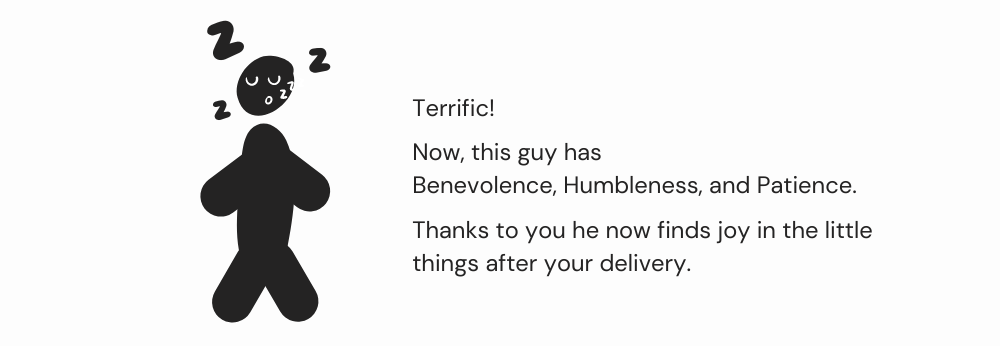 Z
Z
z z
Z
Terrific!
Now, this guy has
Benevolence, Humbleness, and Patience.
Thanks to you he now finds joy in the little
things after your delivery.